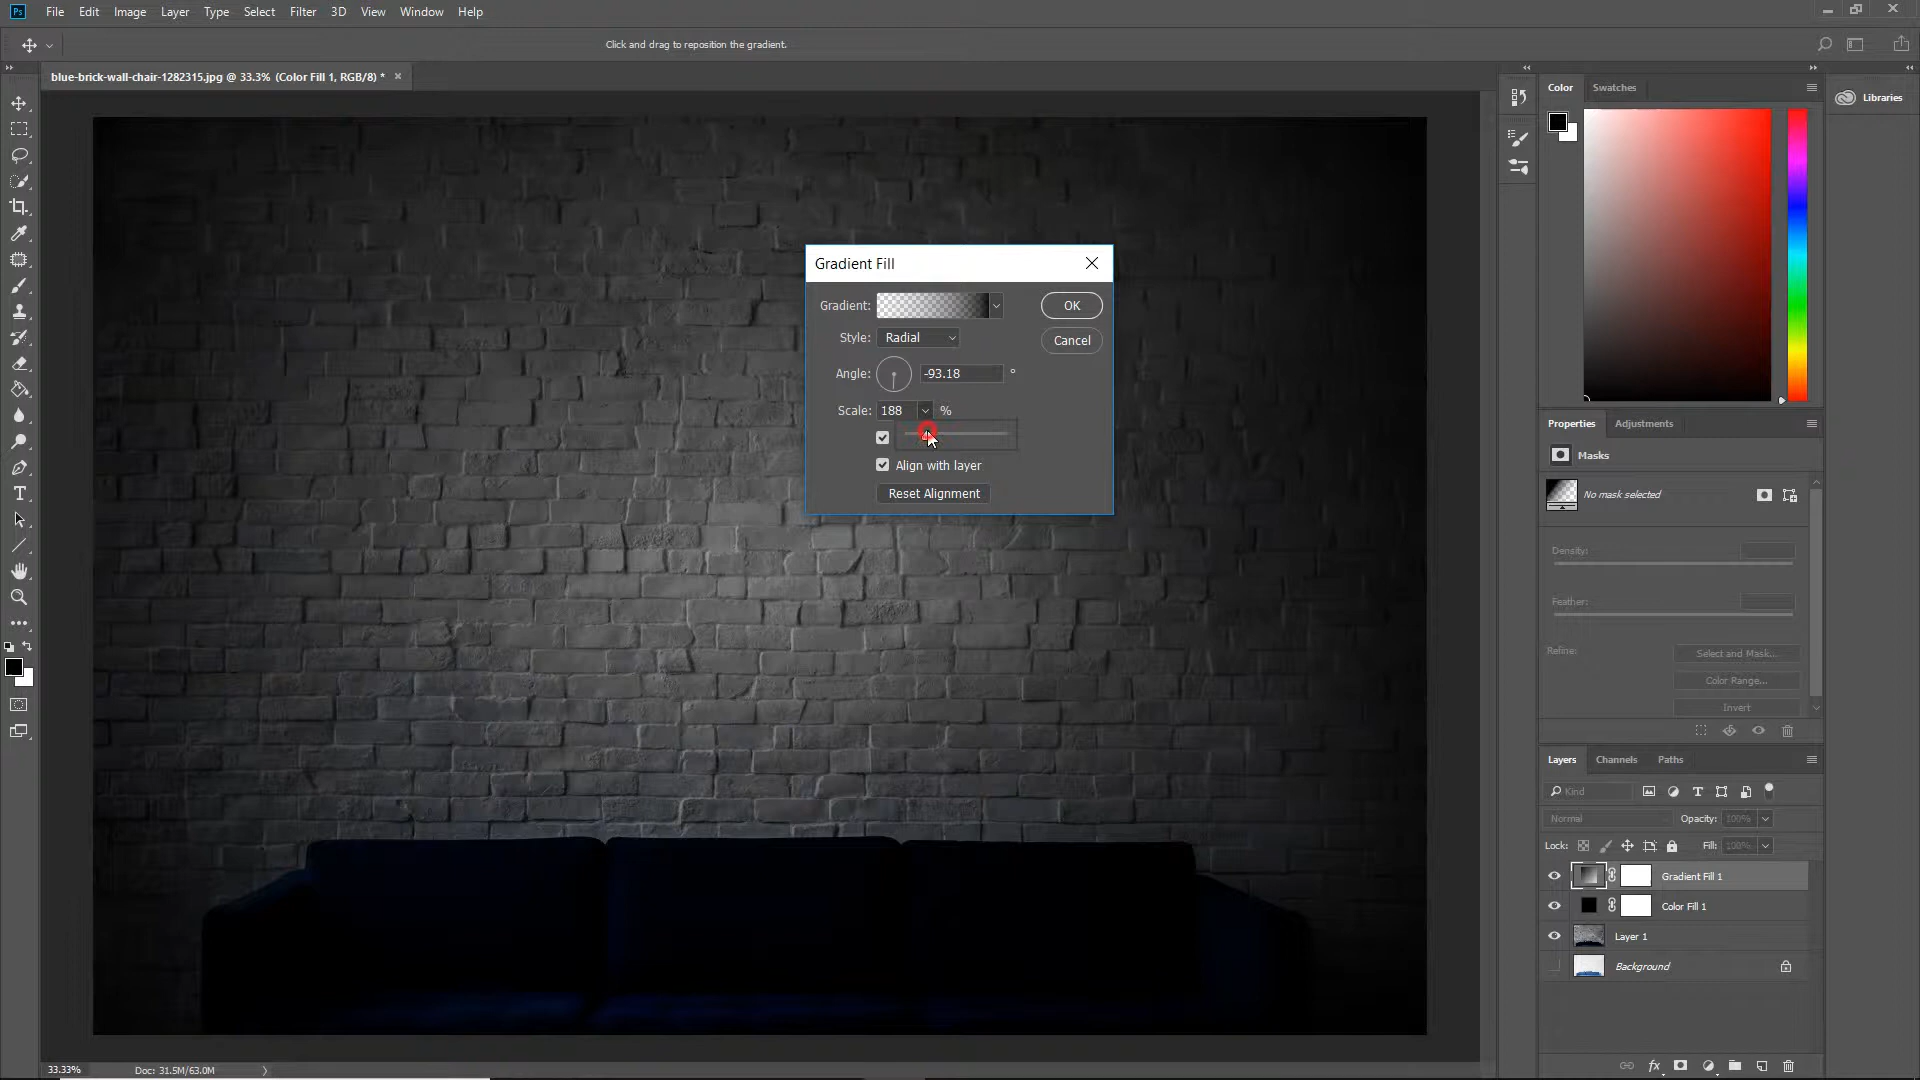 Ps File Edit Image Layer Type Select Filter 3D View Window Help
Click and drag to reposition the gradient.
blue-brick-wall-chair-1282315.jpg @ 33.3% (Color Fill 1, RGB/8) *
Color Swatches
Libraries
Gradient Fill
Gradient:
OK
Style: Radial
Cancel
Angle: -93.18 °
Scale: 188 %
Align with layer
Reset Alignment
Properties Adjustments
Masks
No mask selected
Density:
Feather:
Refine:
Select and Mask...
Color Range...
Invert
Layers Channels Paths
Kind
Normal Opacity: 100%
Lock: Fill: 100%
Gradient Fill 1
Color Fill 1
Layer 1
Background
33.33% Doc: 31.5M/63.0M